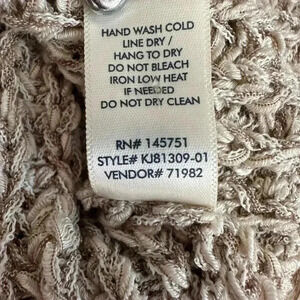 HAND WASH COLD
LINE DRY /
HANG TO DRY
DO NOT BLEACH
IRON LOW HEAT
IF NEEDED
DO NOT DRY CLEAN
RN# 145751
STYLE# KJ81309-01
VENDOR# 71982